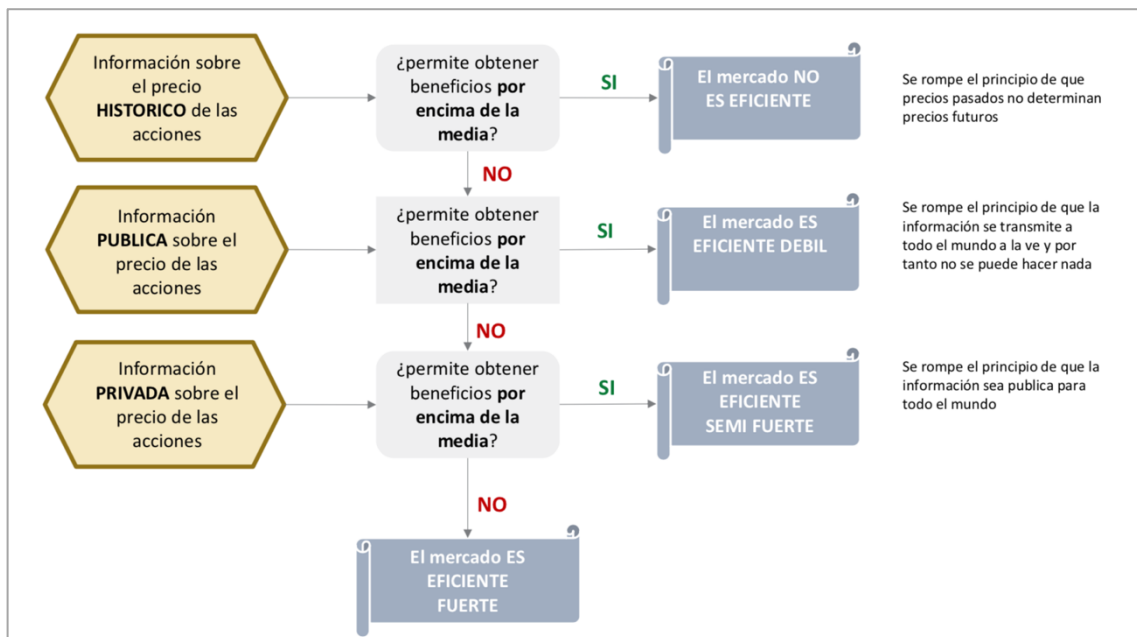 Información sobre
el precio
HISTORICO de las
acciones
¿permite obtener
beneficios por
encima de la
media?
SI
El mercado NO
ES EFICIENTE
Se rompe el principio de que
precios pasados no determinan
precios futuros
NO
Información
PUBLICA sobre el
precio de las
acciones
¿permite obtener
beneficios por
encima de la
media?
SI
El mercado ES
EFICIENTE DEBIL
Se rompe el principio de que la
información se transmite a
todo el mundo a la ve y por
tanto no se puede hacer nada
NO
Información
PRIVADA sobre el
precio de las
acciones
¿permite obtener
beneficios por
encima de la
media?
SI
El mercado ES
EFICIENTE
SEMI FUERTE
Se rompe el principio de que la
información sea publica para
todo el mundo
NO
El mercado ES
EFICIENTE
FUERTE